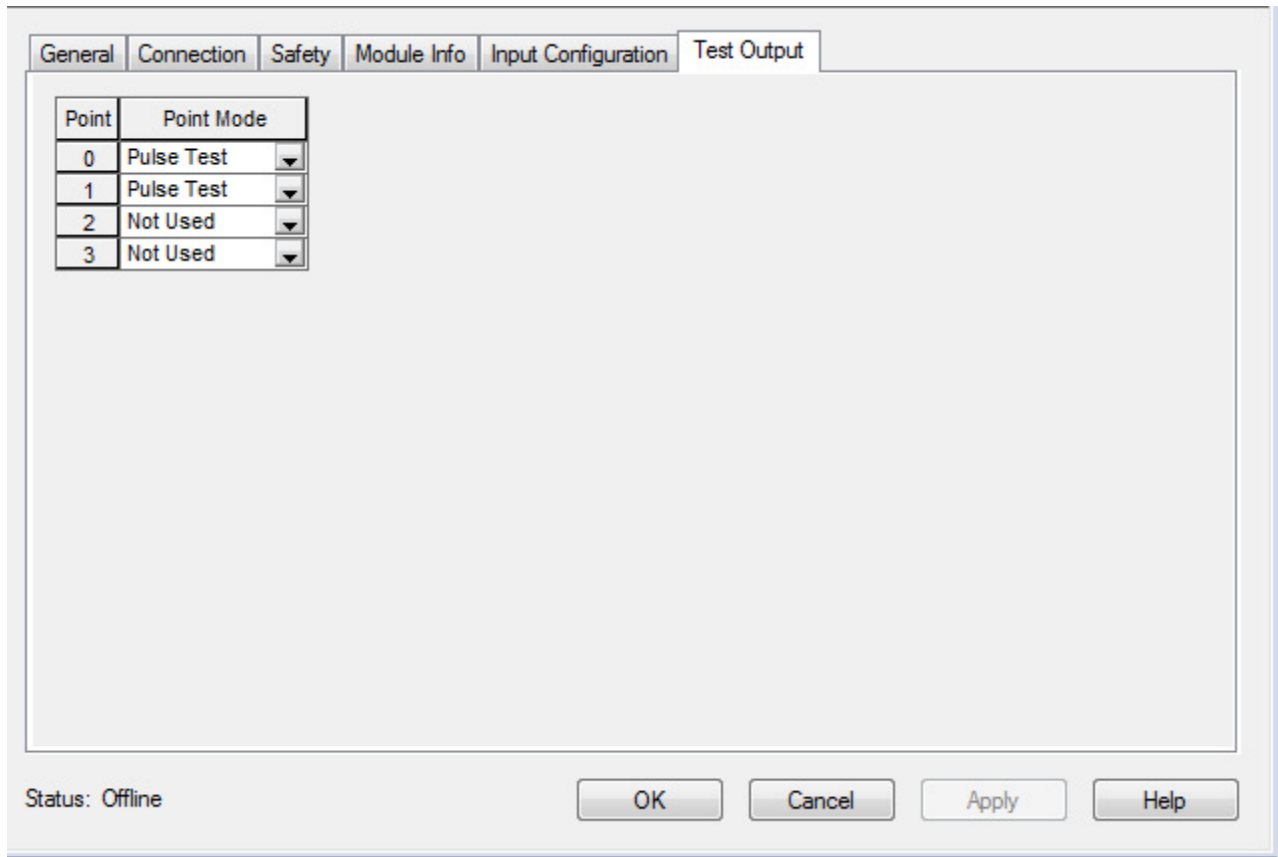 General Connection Safety Module Info Input Configuration Test Output
Point Point Mode
0 Pulse Test
1 Pulse Test
2 Not Used
3 Not Used
Status: Offline OK Cancel Apply Help